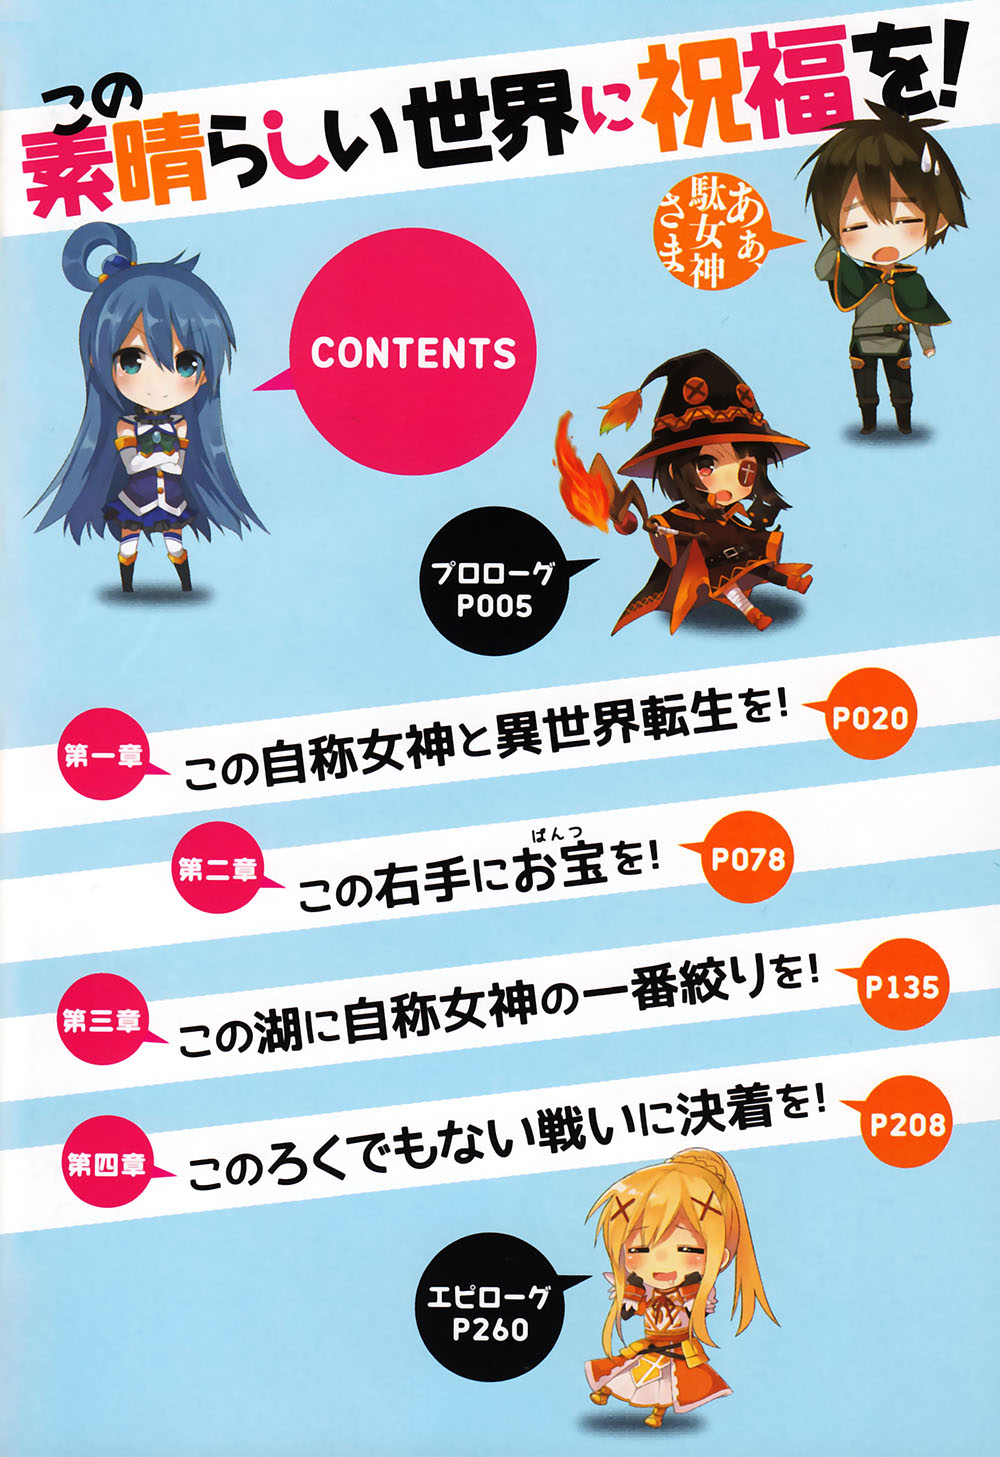 この
素晴らしい世界に祝福を!
あぁ、
駄女神
さま
CONTENTS
プロローグ
P005
第一章
この自称女神と異世界転生を!
P020
第二章
ぱんつ
この右手にお宝を!
P078
第三章
この湖に自称女神の一番絞りを!
P135
第四章
このろくでもない戦いに決着を!
P208
エピローグ
P260